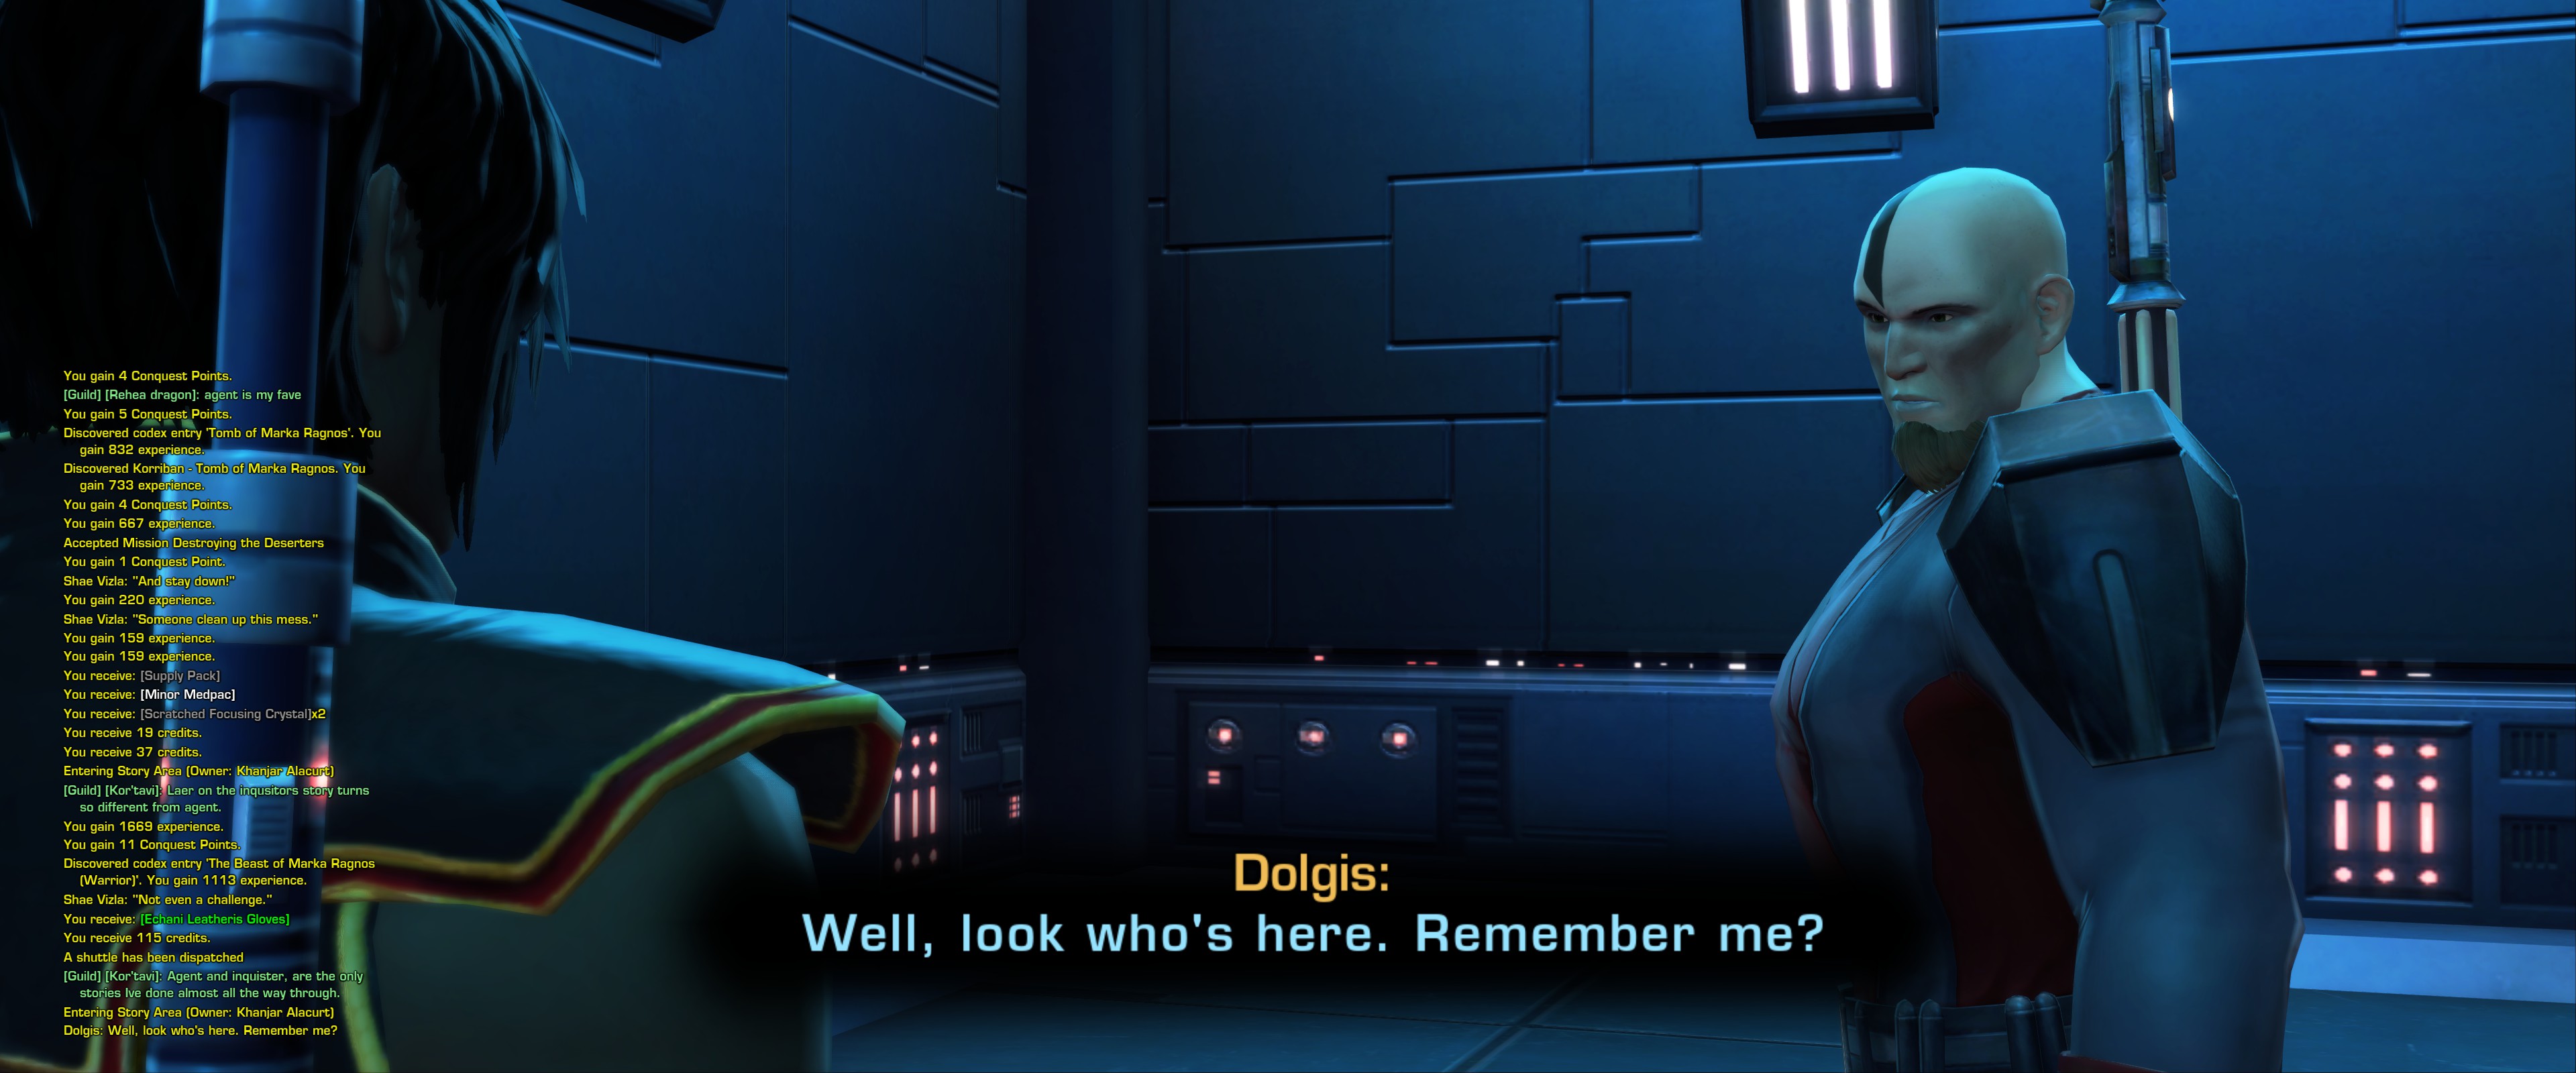 You gain 4 Conquest Points.
[Guild] [Rehea dragon]: agent is my fave
You gain 5 Conquest Points.
Discovered codex entry 'Tomb of Marka Ragnos'. You
gain 832 experience.
Discovered Korriban - Tomb of Marka Ragnos. You
gain 733 experience.
You gain 4 Conquest Points.
You gain 667 experience.
Accepted Mission Destroying the Deserters
You gain 1 Conquest Point.
Shae Vizla: "And stay down!"
You gain 220 experience.
Shae Vizla: "Someone clean up this mess."
You gain 159 experience.
You gain 159 experience.
You receive: [Supply Pack]
You receive: [Minor Medpac]
You receive: [Scratched Focusing Crystal]x2
You receive 19 credits.
You receive 37 credits.
Entering Story Area (Owner: Khanjar Alacurt)
[Guild] [Kor'tavi]: Laer on the inqusitors story turns
so different from agent.
You gain 1669 experience.
You gain 11 Conquest Points.
Discovered codex entry 'The Beast of Marka Ragnos
(Warrior)'. You gain 1113 experience.
Shae Vizla: "Not even a challenge."
You receive: [Echani Leatheris Gloves]
You receive 115 credits.
A shuttle has been dispatched
[Guild] [Kor'tavi]: Agent and inquister, are the only
stories Ive done almost all the way through.
Entering Story Area (Owner: Khanjar Alacurt)
Dolgis: Well, look who's here. Remember me?
Dolgis:
Well, look who's here. Remember me?